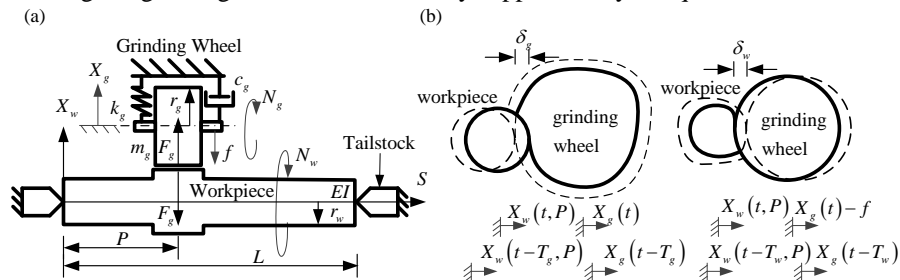 (a)
Grinding Wheel
X_g
c_g
N_g
X_w
k_g
r_g
m_g
F_g
f
N_w
Tailstock
Workpiece
EI
S
F_g
r_w
P
L
(b)
δ_g
δ_w
workpiece
grinding
wheel
workpiece
grinding
wheel
X_w(t,P) X_g(t)
X_w(t−T_g,P) X_g(t−T_g)
X_w(t,P) X_g(t)−f
X_w(t−T_w,P) X_g(t−T_w)